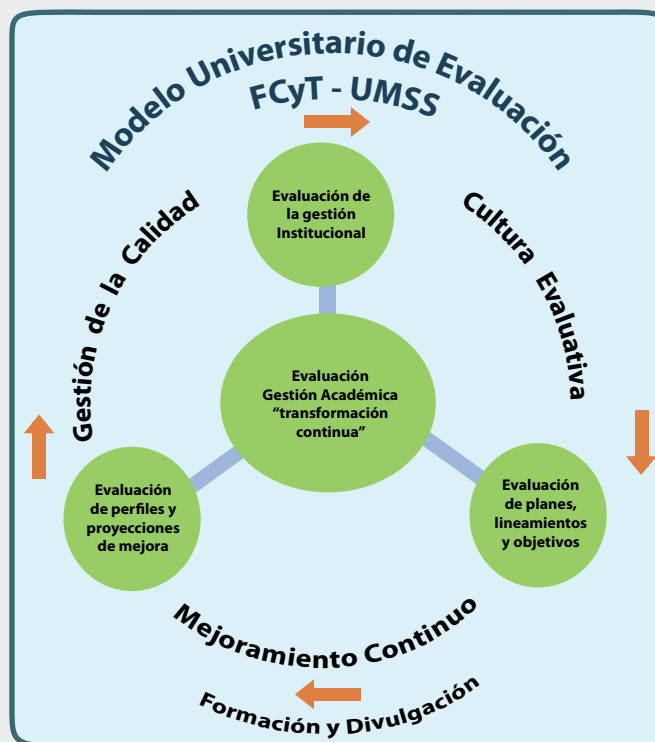 Modelo Universitario de Evaluación
FCyT - UMSS
Evaluación de
la gestión
Institucional
Gestión de la Calidad
Cultura Evaluativa
Evaluación
Gestión Académica
“transformación
continua”
Evaluación
de perfiles y
proyecciones
de mejora
Evaluación
de planes,
lineamientos
y objetivos
Mejoramiento Continuo
Formación y Divulgación